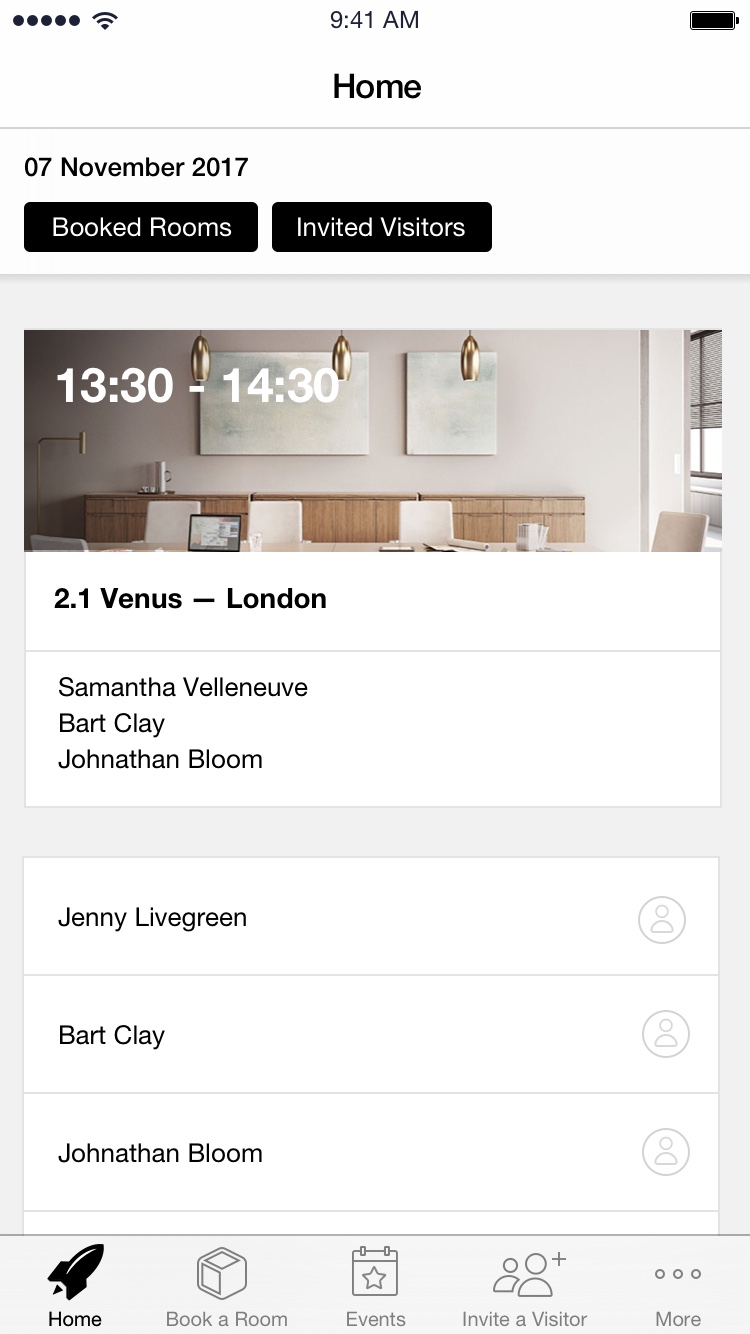 9:41 AM
Home
07 November 2017
Booked Rooms
Invited Visitors
13:30 - 14:30
2.1 Venus — London
Samantha Velleneuve
Bart Clay
Johnathan Bloom
Jenny Livegreen
Bart Clay
Johnathan Bloom
Home
Book a Room
Events
Invite a Visitor
More